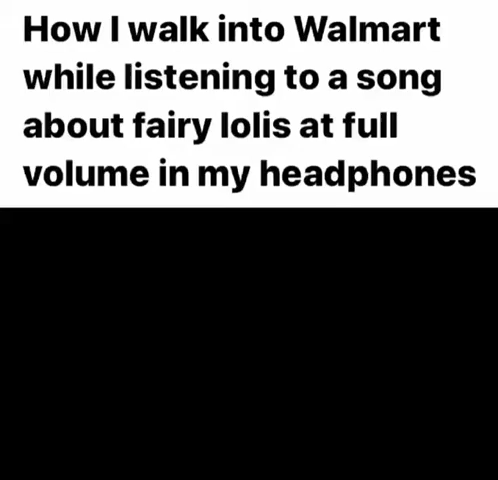 How I walk into Walmart
while listening to a song
about fairy lolis at full
volume in my headphones